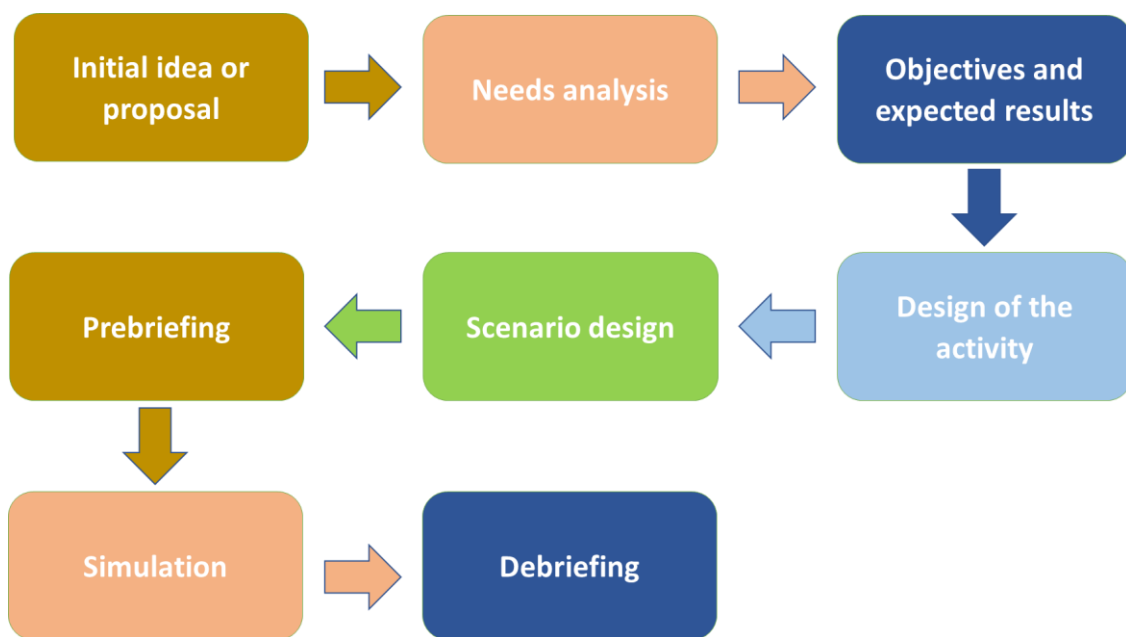 Initial idea or
proposal
Needs analysis
Objectives and
expected results
Design of the
activity
Scenario design
Prebriefing
Simulation
Debriefing